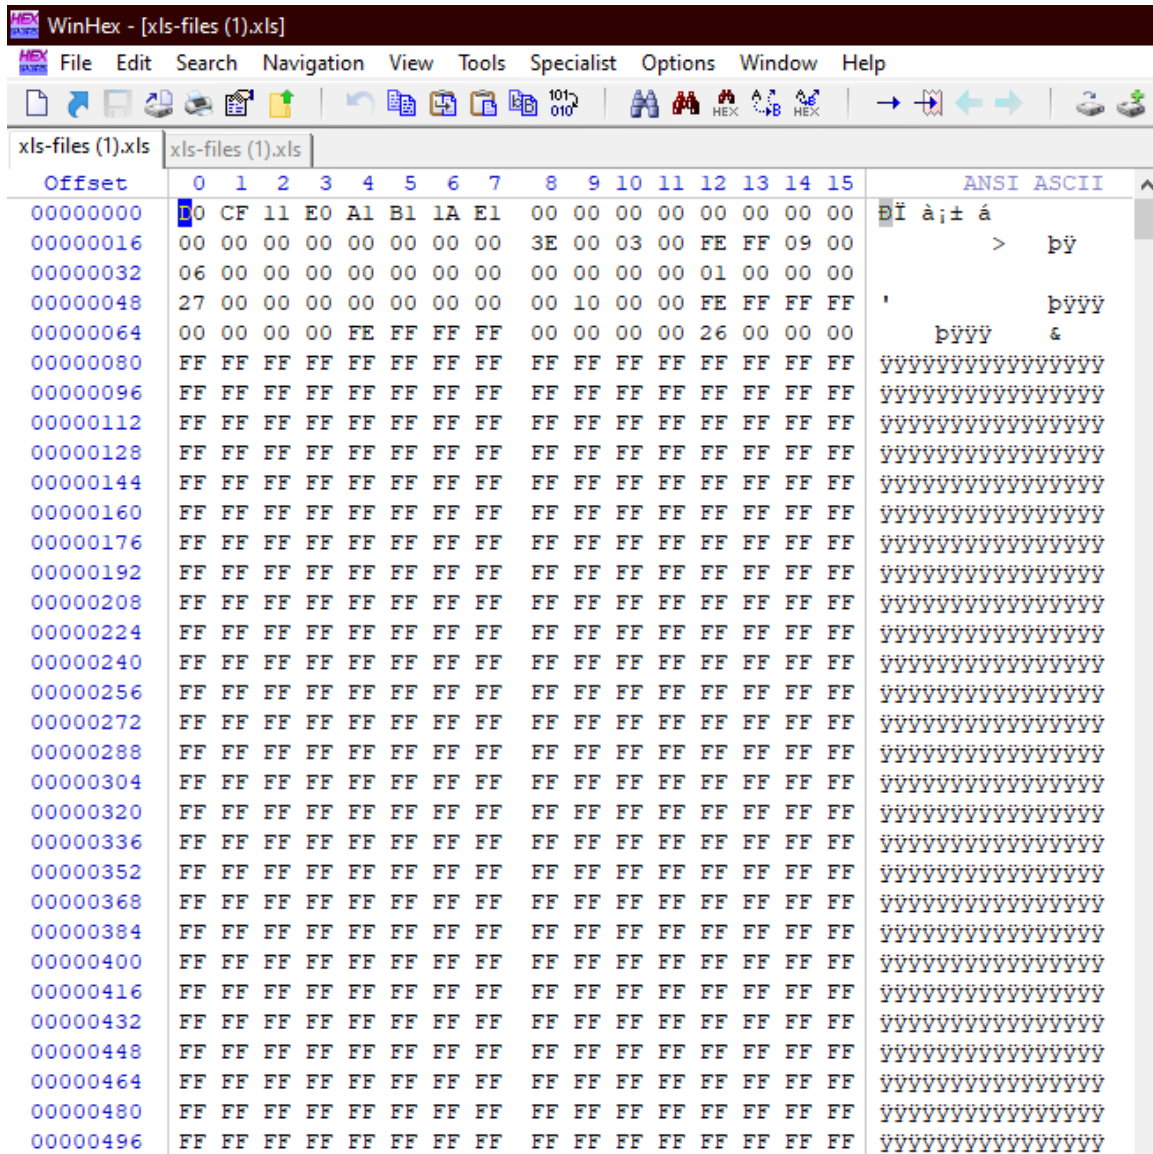 WinHex - [xls-files (1).xls]
File Edit Search Navigation View Tools Specialist Options Window Help
xls-files (1).xls xls-files (1).xls
Offset 0 1 2 3 4 5 6 7 8 9 10 11 12 13 14 15 ANSI ASCII
00000000 D0 CF 11 E0 A1 B1 1A E1 00 00 00 00 00 00 00 00 ÐÏ à¡± á
00000016 00 00 00 00 00 00 00 00 3E 00 03 00 FE FF 09 00 > þÿ
00000032 06 00 00 00 00 00 00 00 00 00 00 00 01 00 00 00
00000048 27 00 00 00 00 00 00 00 00 10 00 00 FE FF FF FF ' þÿÿÿ
00000064 00 00 00 00 FE FF FF FF 00 00 00 00 26 00 00 00 þÿÿÿ &
00000080 FF FF FF FF FF FF FF FF FF FF FF FF FF FF FF FF ÿÿÿÿÿÿÿÿÿÿÿÿÿÿÿÿ
00000096 FF FF FF FF FF FF FF FF FF FF FF FF FF FF FF FF ÿÿÿÿÿÿÿÿÿÿÿÿÿÿÿÿ
00000112 FF FF FF FF FF FF FF FF FF FF FF FF FF FF FF FF ÿÿÿÿÿÿÿÿÿÿÿÿÿÿÿÿ
00000128 FF FF FF FF FF FF FF FF FF FF FF FF FF FF FF FF ÿÿÿÿÿÿÿÿÿÿÿÿÿÿÿÿ
00000144 FF FF FF FF FF FF FF FF FF FF FF FF FF FF FF FF ÿÿÿÿÿÿÿÿÿÿÿÿÿÿÿÿ
00000160 FF FF FF FF FF FF FF FF FF FF FF FF FF FF FF FF ÿÿÿÿÿÿÿÿÿÿÿÿÿÿÿÿ
00000176 FF FF FF FF FF FF FF FF FF FF FF FF FF FF FF FF ÿÿÿÿÿÿÿÿÿÿÿÿÿÿÿÿ
00000192 FF FF FF FF FF FF FF FF FF FF FF FF FF FF FF FF ÿÿÿÿÿÿÿÿÿÿÿÿÿÿÿÿ
00000208 FF FF FF FF FF FF FF FF FF FF FF FF FF FF FF FF ÿÿÿÿÿÿÿÿÿÿÿÿÿÿÿÿ
00000224 FF FF FF FF FF FF FF FF FF FF FF FF FF FF FF FF ÿÿÿÿÿÿÿÿÿÿÿÿÿÿÿÿ
00000240 FF FF FF FF FF FF FF FF FF FF FF FF FF FF FF FF ÿÿÿÿÿÿÿÿÿÿÿÿÿÿÿÿ
00000256 FF FF FF FF FF FF FF FF FF FF FF FF FF FF FF FF ÿÿÿÿÿÿÿÿÿÿÿÿÿÿÿÿ
00000272 FF FF FF FF FF FF FF FF FF FF FF FF FF FF FF FF ÿÿÿÿÿÿÿÿÿÿÿÿÿÿÿÿ
00000288 FF FF FF FF FF FF FF FF FF FF FF FF FF FF FF FF ÿÿÿÿÿÿÿÿÿÿÿÿÿÿÿÿ
00000304 FF FF FF FF FF FF FF FF FF FF FF FF FF FF FF FF ÿÿÿÿÿÿÿÿÿÿÿÿÿÿÿÿ
00000320 FF FF FF FF FF FF FF FF FF FF FF FF FF FF FF FF ÿÿÿÿÿÿÿÿÿÿÿÿÿÿÿÿ
00000336 FF FF FF FF FF FF FF FF FF FF FF FF FF FF FF FF ÿÿÿÿÿÿÿÿÿÿÿÿÿÿÿÿ
00000352 FF FF FF FF FF FF FF FF FF FF FF FF FF FF FF FF ÿÿÿÿÿÿÿÿÿÿÿÿÿÿÿÿ
00000368 FF FF FF FF FF FF FF FF FF FF FF FF FF FF FF FF ÿÿÿÿÿÿÿÿÿÿÿÿÿÿÿÿ
00000384 FF FF FF FF FF FF FF FF FF FF FF FF FF FF FF FF ÿÿÿÿÿÿÿÿÿÿÿÿÿÿÿÿ
00000400 FF FF FF FF FF FF FF FF FF FF FF FF FF FF FF FF ÿÿÿÿÿÿÿÿÿÿÿÿÿÿÿÿ
00000416 FF FF FF FF FF FF FF FF FF FF FF FF FF FF FF FF ÿÿÿÿÿÿÿÿÿÿÿÿÿÿÿÿ
00000432 FF FF FF FF FF FF FF FF FF FF FF FF FF FF FF FF ÿÿÿÿÿÿÿÿÿÿÿÿÿÿÿÿ
00000448 FF FF FF FF FF FF FF FF FF FF FF FF FF FF FF FF ÿÿÿÿÿÿÿÿÿÿÿÿÿÿÿÿ
00000464 FF FF FF FF FF FF FF FF FF FF FF FF FF FF FF FF ÿÿÿÿÿÿÿÿÿÿÿÿÿÿÿÿ
00000480 FF FF FF FF FF FF FF FF FF FF FF FF FF FF FF FF ÿÿÿÿÿÿÿÿÿÿÿÿÿÿÿÿ
00000496 FF FF FF FF FF FF FF FF FF FF FF FF FF FF FF FF ÿÿÿÿÿÿÿÿÿÿÿÿÿÿÿÿ